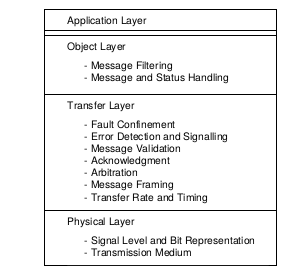 Application Layer
Object Layer
- Message Filtering
- Message and Status Handling
Transfer Layer
- Fault Confinement
- Error Detection and Signalling
- Message Validation
- Acknowledgment
- Arbitration
- Message Framing
- Transfer Rate and Timing
Physical Layer
- Signal Level and Bit Representation
- Transmission Medium